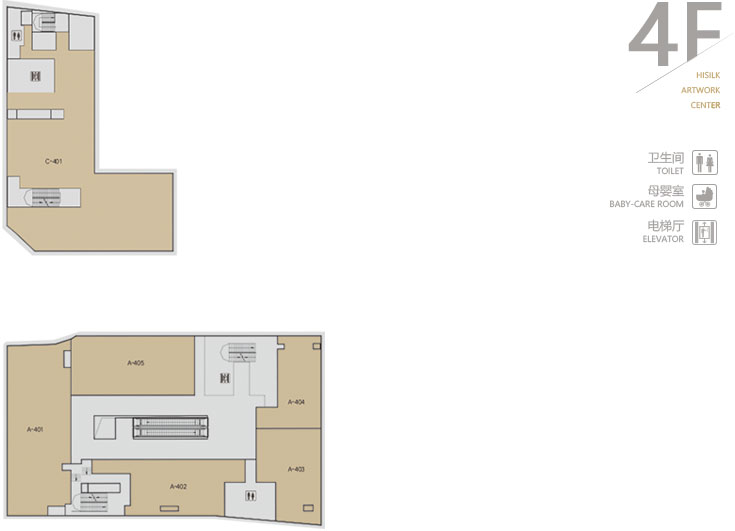 4F
HISILK
ARTWORK
CENTER
卫生间
TOILET
母婴室
BABY-CARE ROOM
电梯厅
ELEVATOR
C-401
A-405
A-404
A-401
A-403
A-402